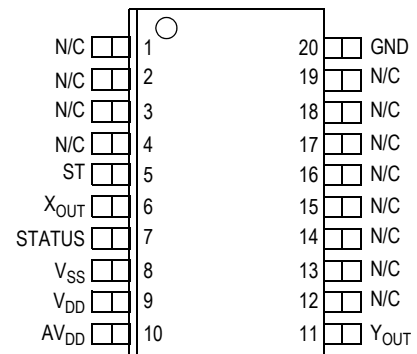 N/C 1 20 GND
N/C 2 19 N/C
N/C 3 18 N/C
N/C 4 17 N/C
ST 5 16 N/C
XOUT 6 15 N/C
STATUS 7 14 N/C
VSS 8 13 N/C
VDD 9 12 N/C
AVDD 10 11 YOUT